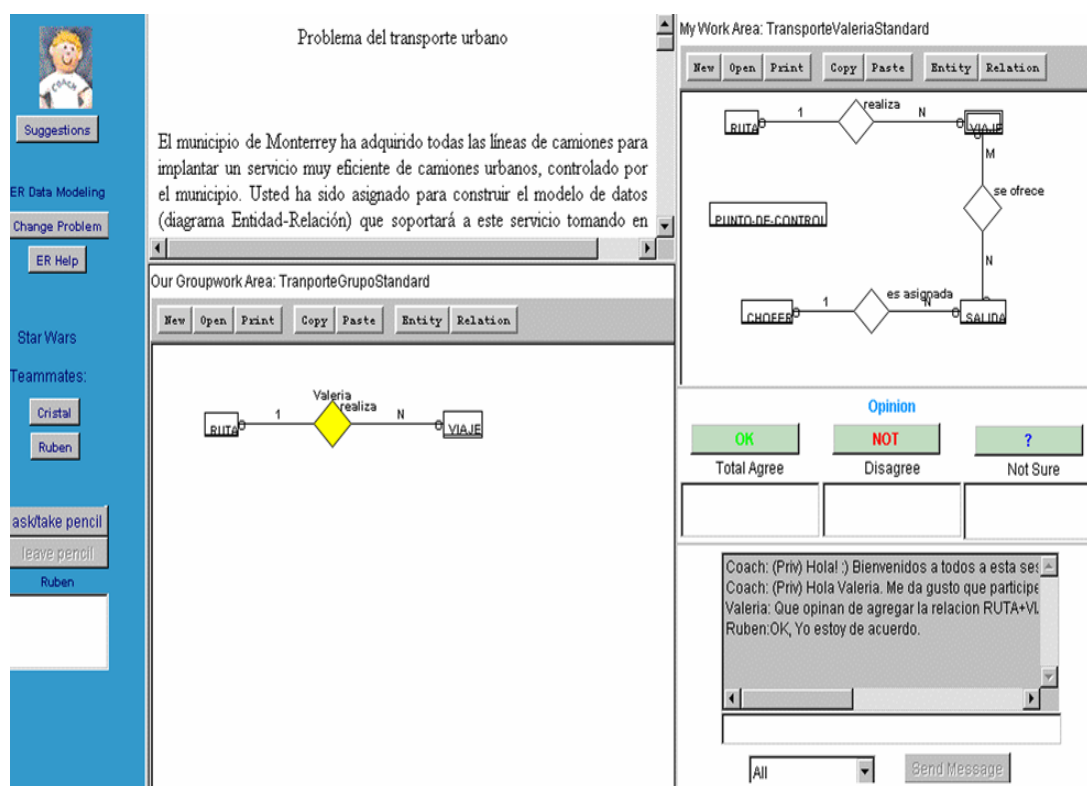 COACH
Suggestions
ER Data Modeling
Change Problem
ER Help
Star Wars
Teammates:
Cristal
Ruben
ask/take pencil
leave pencil
Ruben
Problema del transporte urbano
El municipio de Monterrey ha adquirido todas las líneas de camiones para
implantar un servicio muy eficiente de camiones urbanos, controlado por
el municipio. Usted ha sido asignado para construir el modelo de datos
(diagrama Entidad-Relación) que soportará a este servicio tomando en
Our Groupwork Area: TranporteGrupoStandard
New Open Print Copy Paste Entity Relation
Valeria
realiza
RUTA 1 N VIAJE
My Work Area: TransporteValeriaStandard
New Open Print Copy Paste Entity Relation
realiza
RUTA 1 N VIAJE
M
se ofrece
PUNTO-DE-CONTROL
N
es asignada
CHOFER 1 N SALIDA
Opinion
OK NOT ?
Total Agree Disagree Not Sure
Coach: (Priv) Hola! :) Bienvenidos a todos a esta ses
Coach: (Priv) Hola Valeria. Me da gusto que participe
Valeria: Que opinan de agregar la relacion RUTA+VI
Ruben:OK, Yo estoy de acuerdo.
All Send Message